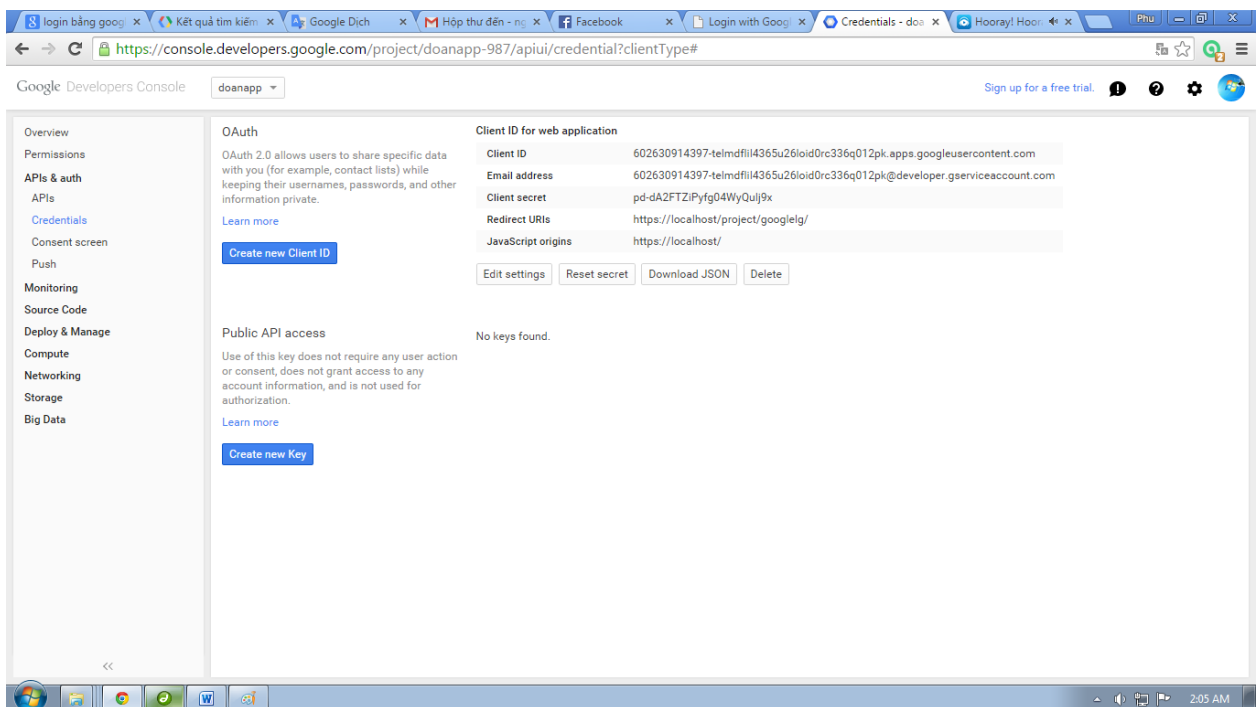 login bằng goog
Kết quả tìm kiếm
Google Dịch
Hộp thư đến - ng
Facebook
Login with Googl
Credentials - doa
Hooray! Hoor
Phu
https://console.developers.google.com/project/doanapp-987/apiui/credential?clientType#
Google Developers Console
doanapp
Sign up for a free trial.
Overview
Permissions
APIs & auth
APIs
Credentials
Consent screen
Push
Monitoring
Source Code
Deploy & Manage
Compute
Networking
Storage
Big Data
OAuth
OAuth 2.0 allows users to share specific data
with you (for example, contact lists) while
keeping their usernames, passwords, and other
information private.
Learn more
Create new Client ID
Client ID for web application
Client ID 602630914397-telmdflil4365u26loid0rc336q012pk.apps.googleusercontent.com
Email address 602630914397-telmdflil4365u26loid0rc336q012pk@developer.gserviceaccount.com
Client secret pd-dA2FTZiPyfg04WyQulj9x
Redirect URIs https://localhost/project/googlelg/
JavaScript origins https://localhost/
Edit settings Reset secret Download JSON Delete
Public API access
Use of this key does not require any user action
or consent, does not grant access to any
account information, and is not used for
authorization.
Learn more
Create new Key
No keys found.
2:05 AM